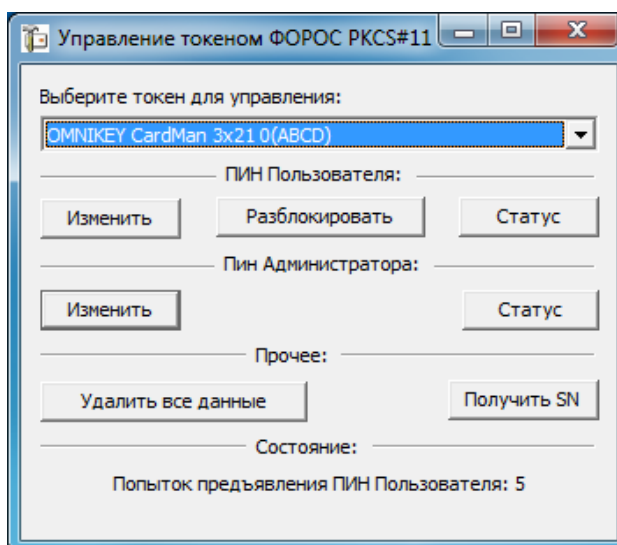 Управление токеном ФОРОС PKCS#11
Выберите токен для управления:
OMNIKEY CardMan 3x21 0(ABCD)
ПИН Пользователя:
Изменить Разблокировать Статус
Пин Администратора:
Изменить Статус
Прочее:
Удалить все данные Получить SN
Состояние:
Попыток предъявления ПИН Пользователя: 5